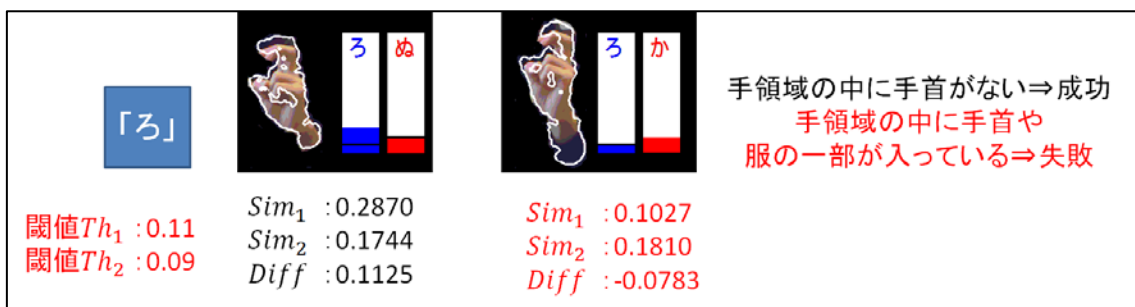 「ろ」
閾値Th₁ : 0.11
閾値Th₂ : 0.09
ろ ぬ
Sim₁ : 0.2870
Sim₂ : 0.1744
Diff : 0.1125
ろ か
Sim₁ : 0.1027
Sim₂ : 0.1810
Diff : -0.0783
手領域の中に手首がない⇒成功
手領域の中に手首や
服の一部が入っている⇒失敗